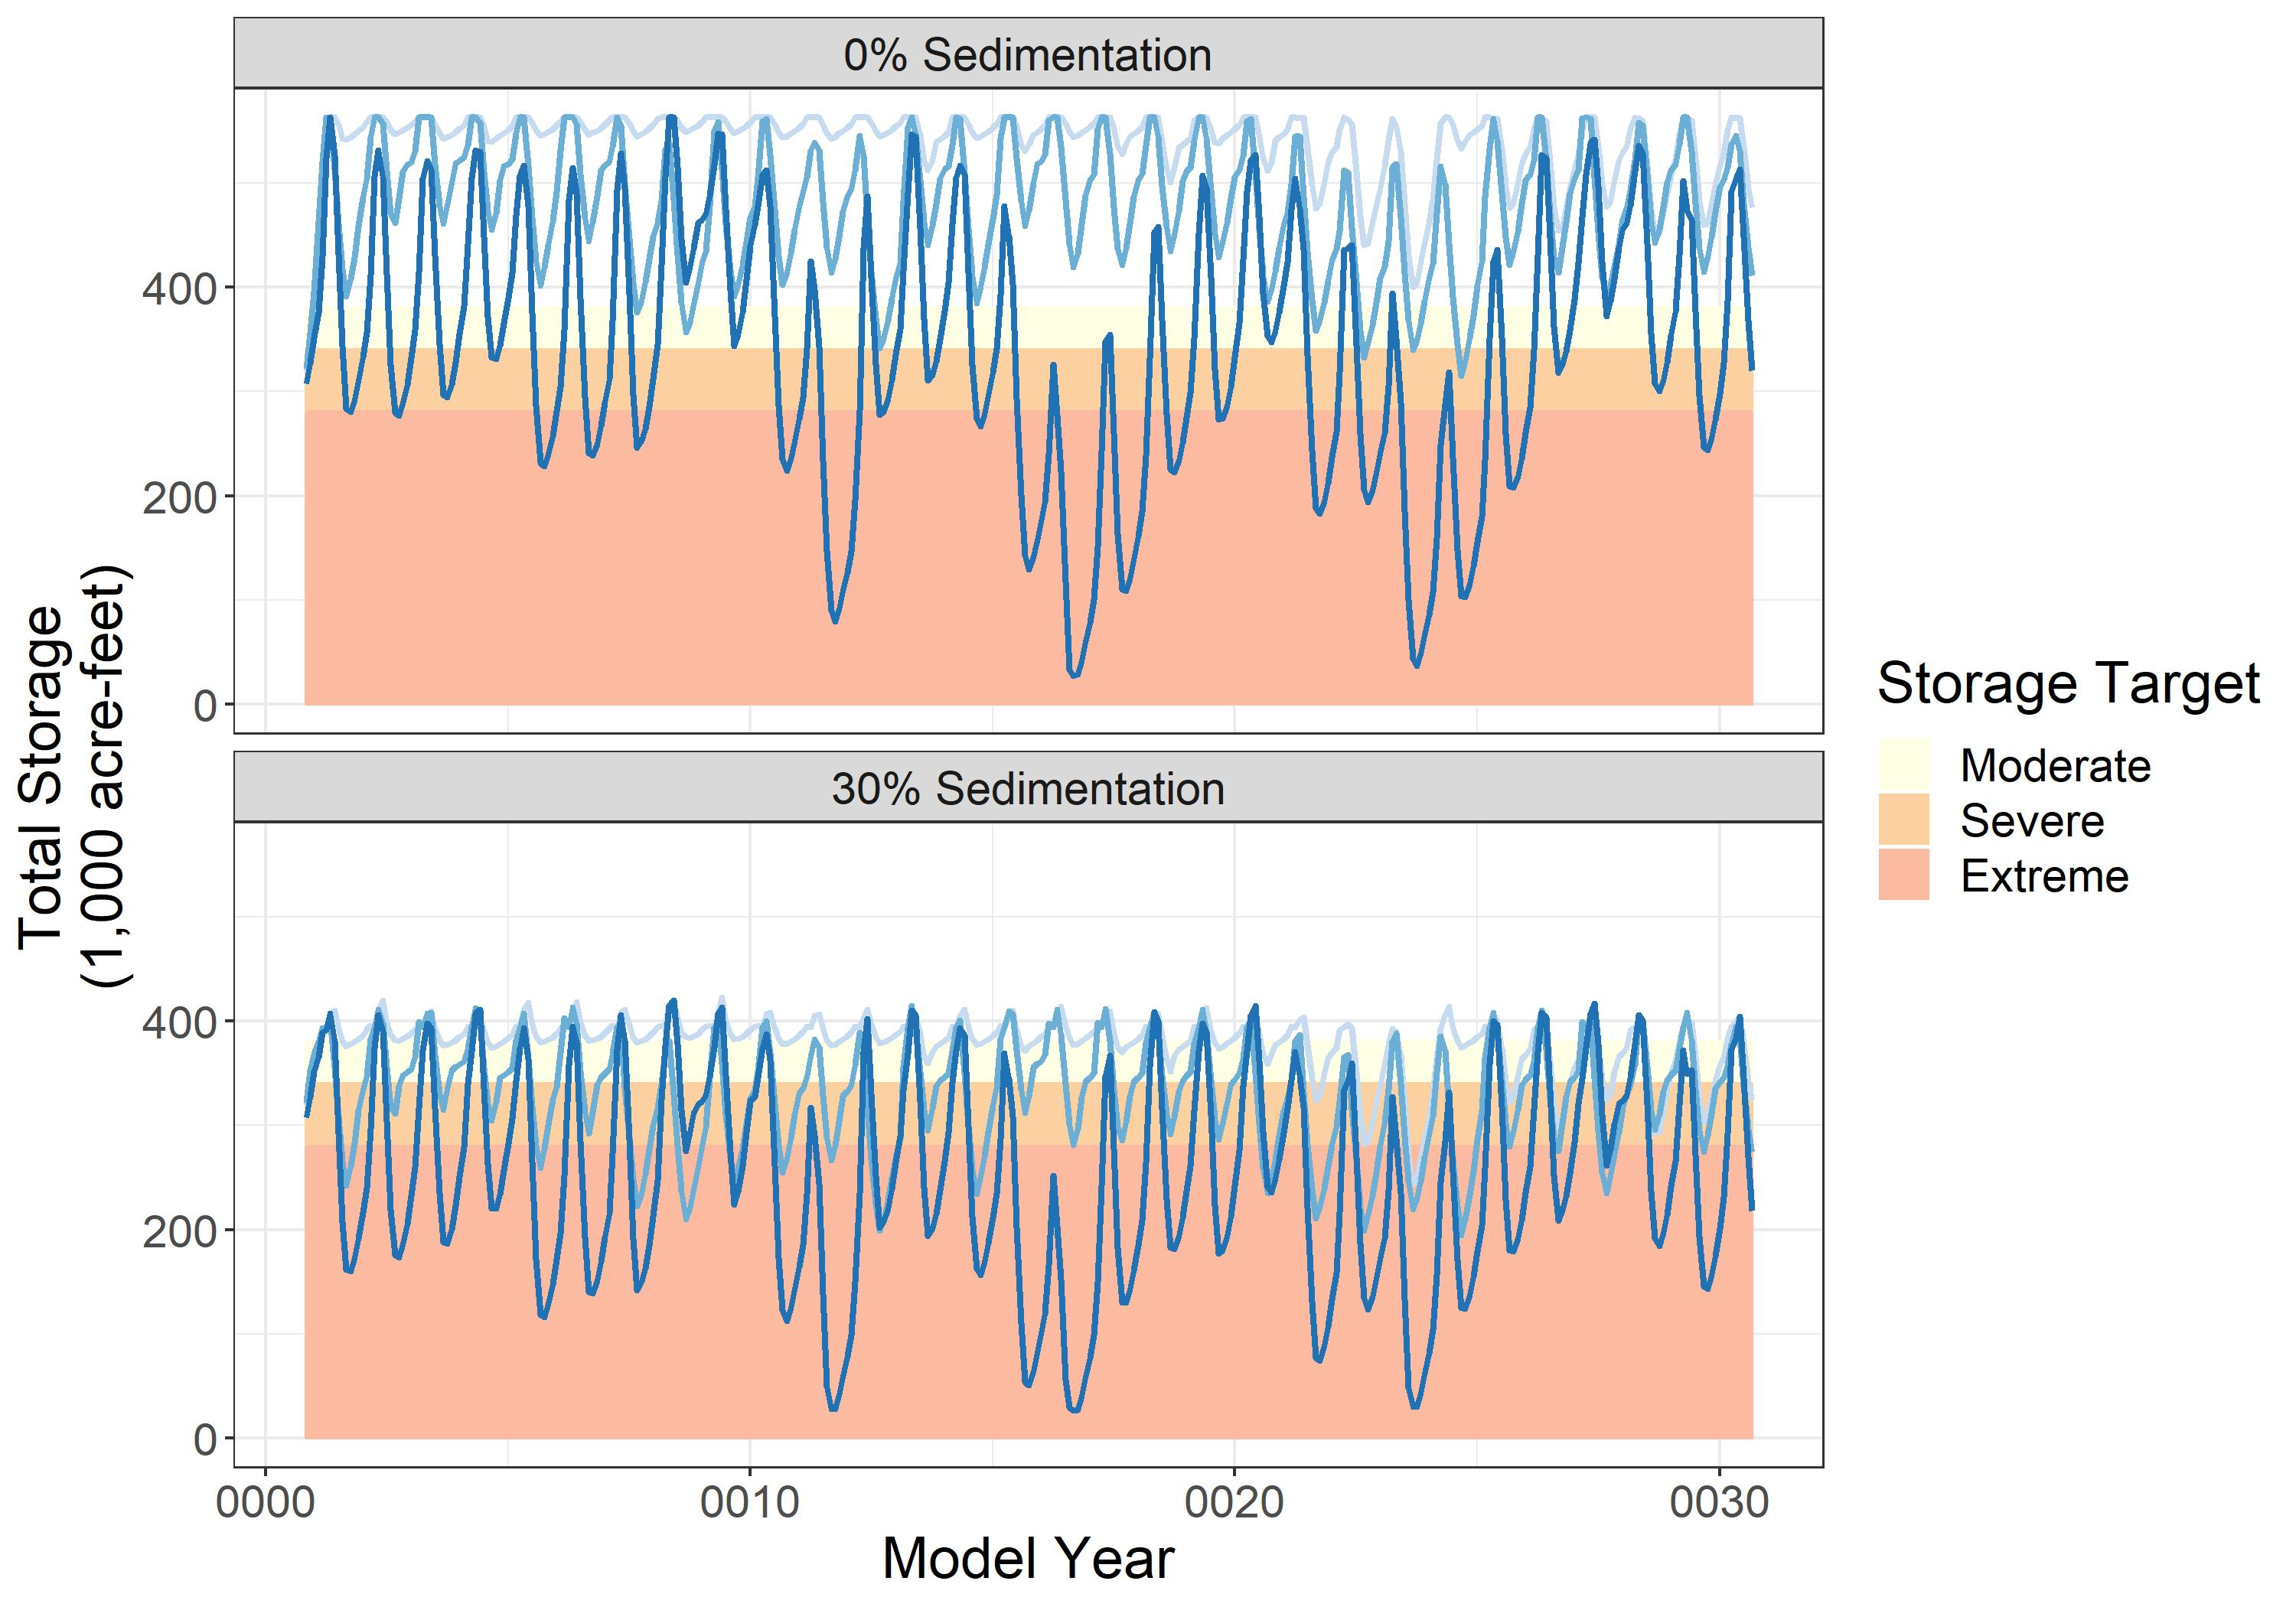 0% Sedimentation
400
200
0
30% Sedimentation
400
200
0
0000 0010 0020 0030
Model Year
Total Storage
(1,000 acre-feet)
Storage Target
Moderate
Severe
Extreme